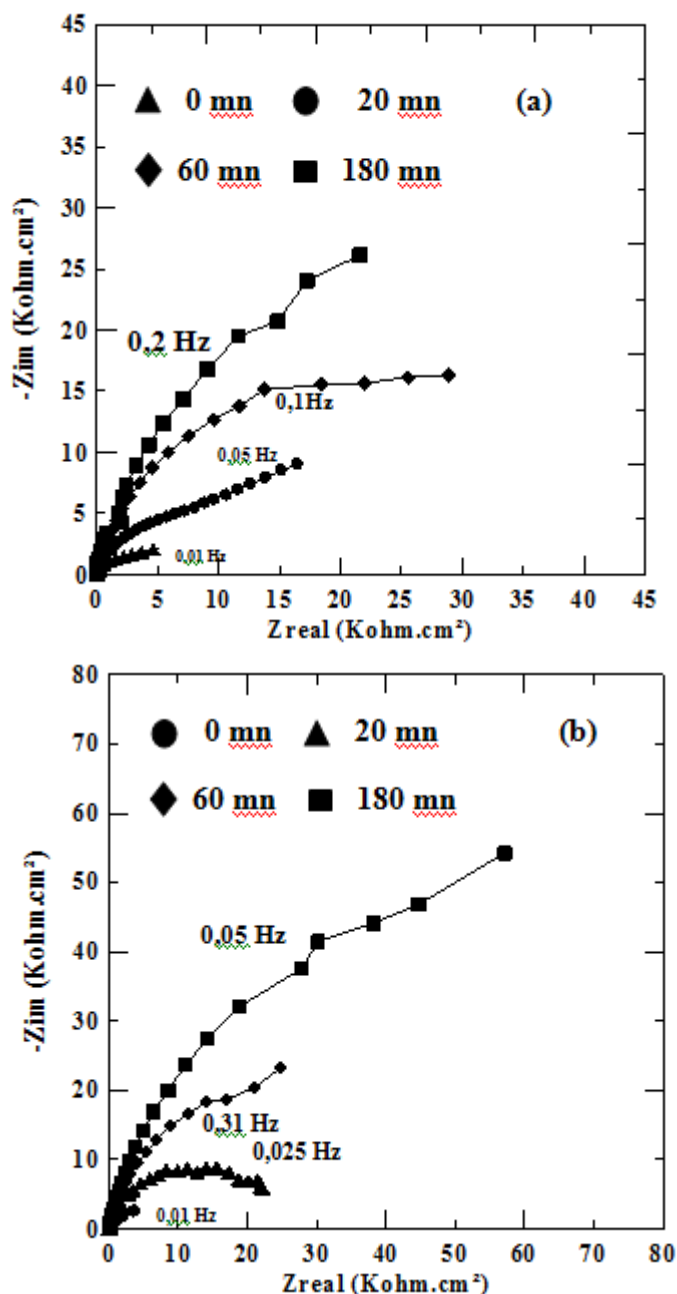 45
40
35
30
25
20
15
10
5
0
-Zim (Kohm.cm²)
0 mn 20 mn (a)
60 mn 180 mn
0,2 Hz
0,1Hz
0,05 Hz
0,01 Hz
0 5 10 15 20 25 30 35 40 45
Zreal (Kohm.cm²)
80
70
60
50
40
30
20
10
0
-Zim (Kohm.cm²)
0 mn 20 mn (b)
60 mn 180 mn
0,05 Hz
0,31 Hz
0,025 Hz
0,01 Hz
0 10 20 30 40 50 60 70 80
Zreal (Kohm.cm²)